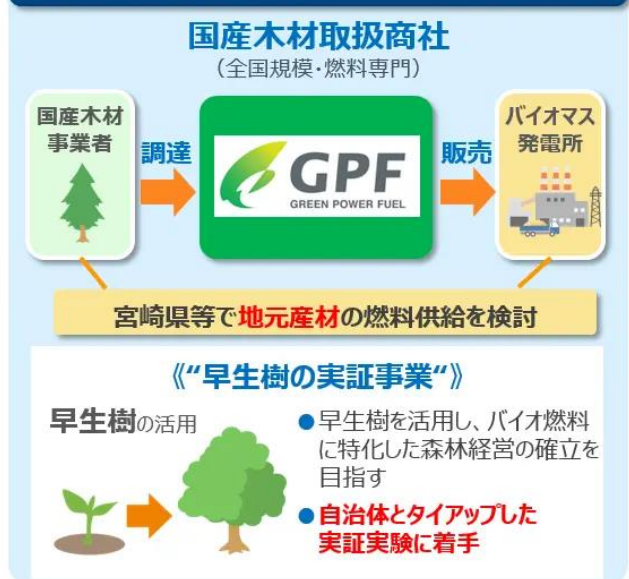 国産木材取扱商社
（全国規模・燃料専門）
国産木材
事業者
調達
GPF
GREEN POWER FUEL
販売
バイオマス
発電所
宮崎県等で地元産材の燃料供給を検討
《“早生樹の実証事業“》
早生樹の活用
●早生樹を活用し、バイオ燃料
に特化した森林経営の確立を
目指す
●自治体とタイアップした
実証実験に着手